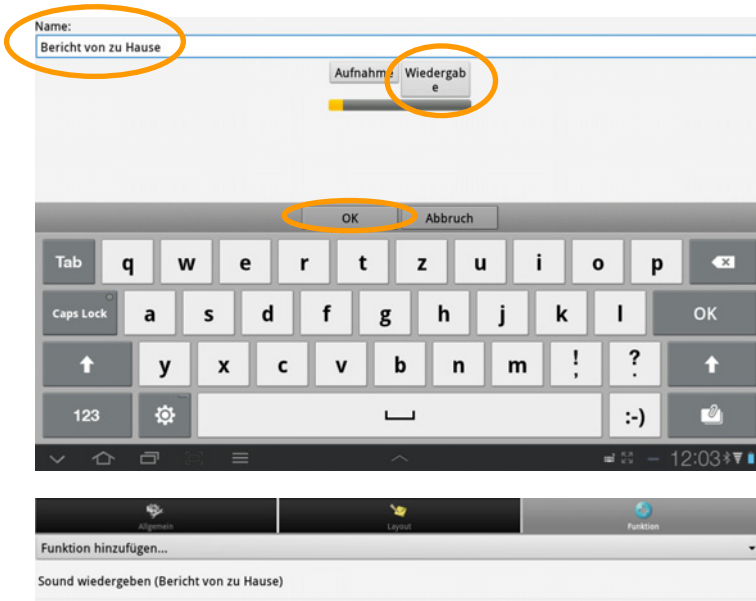 Name:
Bericht von zu Hause
Aufnahme Wiedergab
e
OK Abbruch
Tab q w e r t z u i o p
Caps Lock a s d f g h j k l OK
y x c v b n m ! , ? .
123 :-)
12:03
Allgemein Layout Funktion
Funktion hinzufügen...
Sound wiedergeben (Bericht von zu Hause)